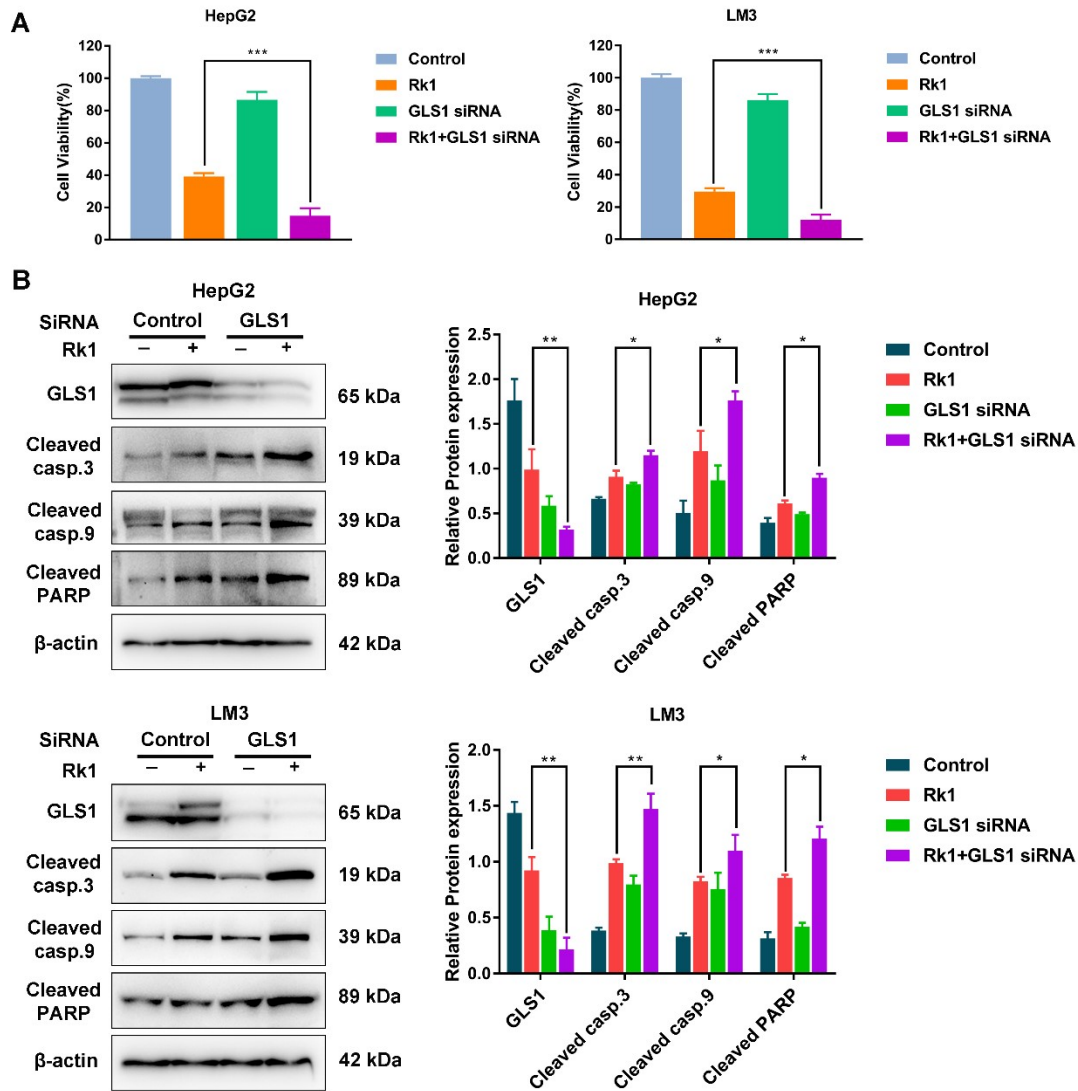 A
HepG2
Cell Viability(%)
120
100
80
60
40
20
0
***
Control
Rk1
GLS1 siRNA
Rk1+GLS1 siRNA
LM3
Cell Viability(%)
120
100
80
60
40
20
0
***
Control
Rk1
GLS1 siRNA
Rk1+GLS1 siRNA
B
HepG2
SiRNA Control GLS1
Rk1 – + – +
GLS1 65 kDa
Cleaved
casp.3 19 kDa
Cleaved
casp.9 39 kDa
Cleaved
PARP 89 kDa
β-actin 42 kDa
HepG2
Relative Protein expression
2.5
2.0
1.5
1.0
0.5
0.0
** * * *
GLS1 Cleaved casp.3 Cleaved casp.9 Cleaved PARP
Control
Rk1
GLS1 siRNA
Rk1+GLS1 siRNA
LM3
SiRNA Control GLS1
Rk1 – + – +
GLS1 65 kDa
Cleaved
casp.3 19 kDa
Cleaved
casp.9 39 kDa
Cleaved
PARP 89 kDa
β-actin 42 kDa
LM3
Relative Protein expression
2.0
1.5
1.0
0.5
0.0
** ** * *
GLS1 Cleaved casp.3 Cleaved casp.9 Cleaved PARP
Control
Rk1
GLS1 siRNA
Rk1+GLS1 siRNA